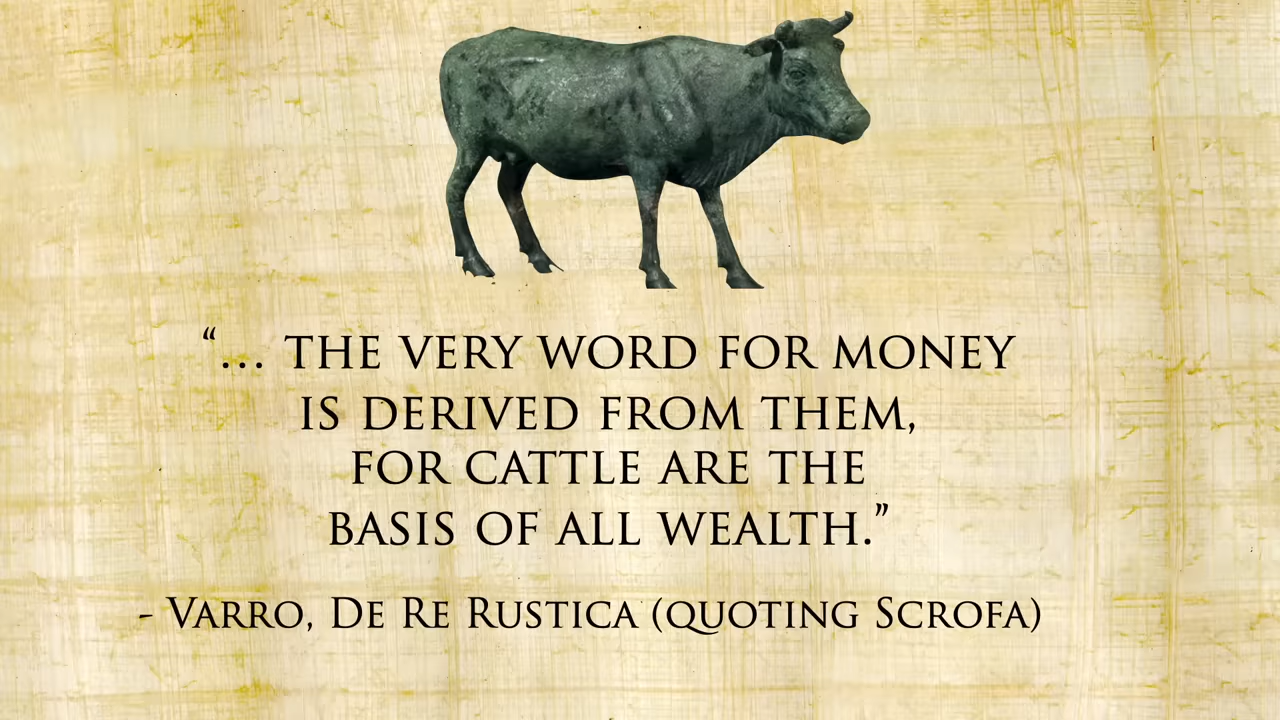 “... THE VERY WORD FOR MONEY
IS DERIVED FROM THEM,
FOR CATTLE ARE THE
BASIS OF ALL WEALTH.”
- VARRO, DE RE RUSTICA (QUOTING SCROFA)